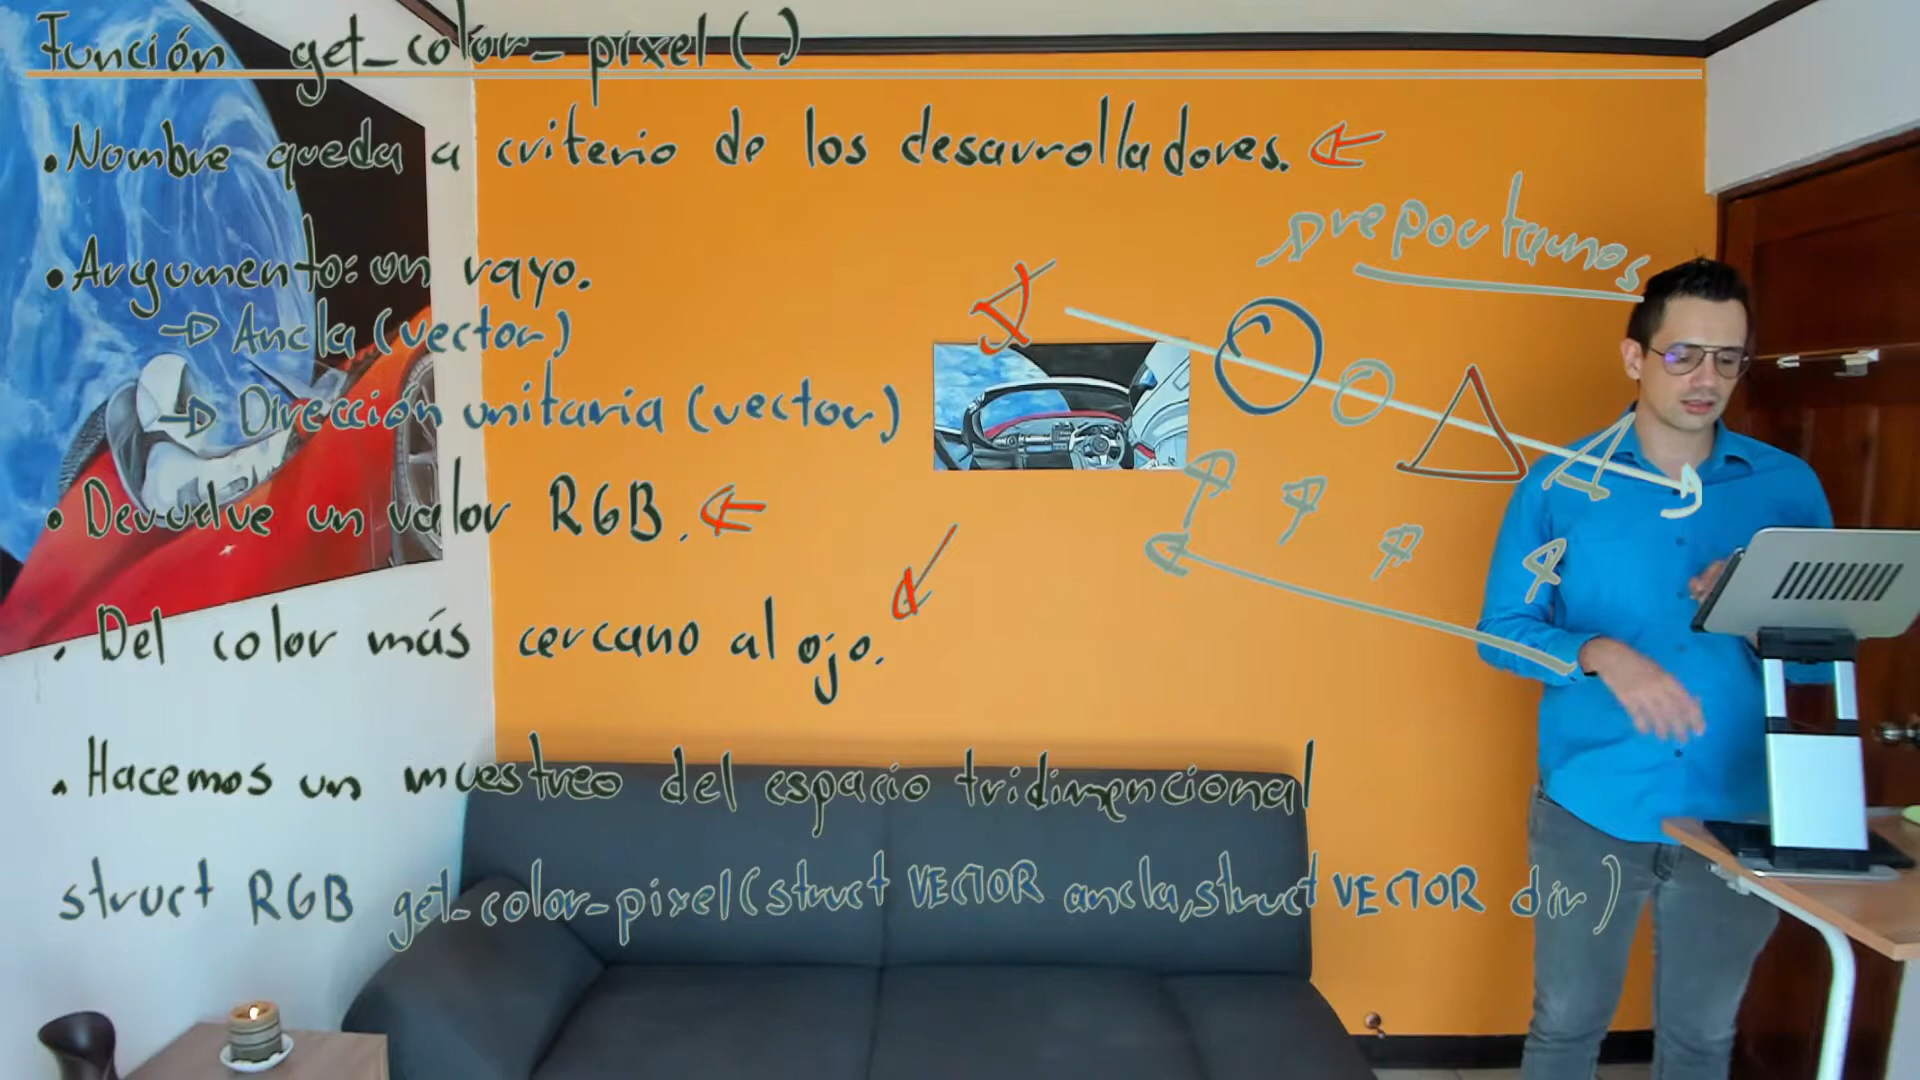 Función get_color_pixel()
• Nombre queda a criterio de los desarrolladores.
reportamos
• Argumento: un rayo.
→ Ancla (vector)
→ Dirección unitaria (vector)
• Devuelve un valor RGB.
. Del color más cercano al ojo.
. Hacemos un muestreo del espacio tridimencional
struct RGB get_color_pixel(struct VECTOR ancla, struct VECTOR dir)